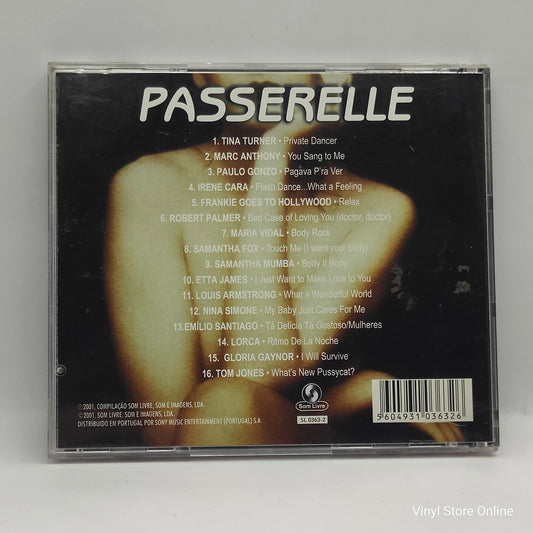 PASSERELLE
1. TINA TURNER • Private Dancer
2. MARC ANTHONY • You Sang to Me
3. PAULO GONZO • Pagava P'ra Ver
4. IRENE CARA • Flash Dance...What a Feeling
5. FRANKIE GOES TO HOLLYWOOD • Relax
6. ROBERT PALMER • Bad Case of Loving You (doctor, doctor)
7. MARIA VIDAL • Body Rock
8. SAMANTHA FOX • Touch Me (I want your body)
9. SAMANTHA MUMBA • Body II Body
10. ETTA JAMES • I Just Want to Make Love to You
11. LOUIS ARMSTRONG • What a Wonderful World
12. NINA SIMONE • My Baby Just Cares For Me
13.EMÍLIO SANTIAGO • Tá Delícia Tá Gostoso/Mulheres
14. LORCA • Ritmo De La Noche
15. GLORIA GAYNOR • I Will Survive
16. TOM JONES • What's New Pussycat?
℗2001, COMPILAÇÃO SOM LIVRE, SOM E IMAGENS, LDA.
©2001, SOM LIVRE, SOM E IMAGENS, LDA.
DISTRIBUIDO EM PORTUGAL POR SONY MUSIC ENTERTAINMENT (PORTUGAL) S.A.
Som Livre
SL 0363-2
5604931036326
Vinyl Store Online